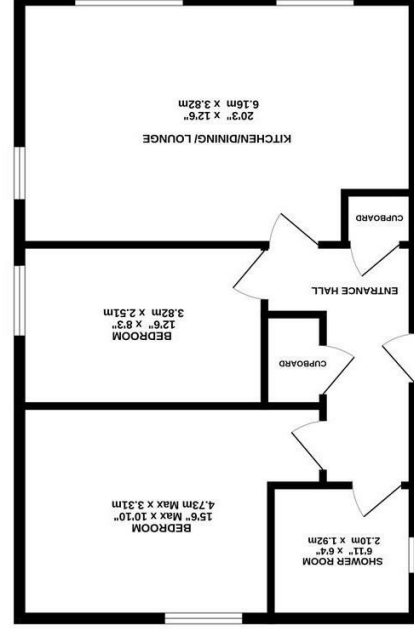 SHOWER ROOM
6'11" x 6'4"
2.10m x 1.92m
BEDROOM
15'6" Max x 10'10"
4.73m Max x 3.31m
CUPBOARD
BEDROOM
12'6" x 8'3"
3.82m x 2.51m
ENTRANCE HALL
CUPBOARD
KITCHEN/DINING/ LOUNGE
20'3" x 12'6"
6.16m x 3.82m